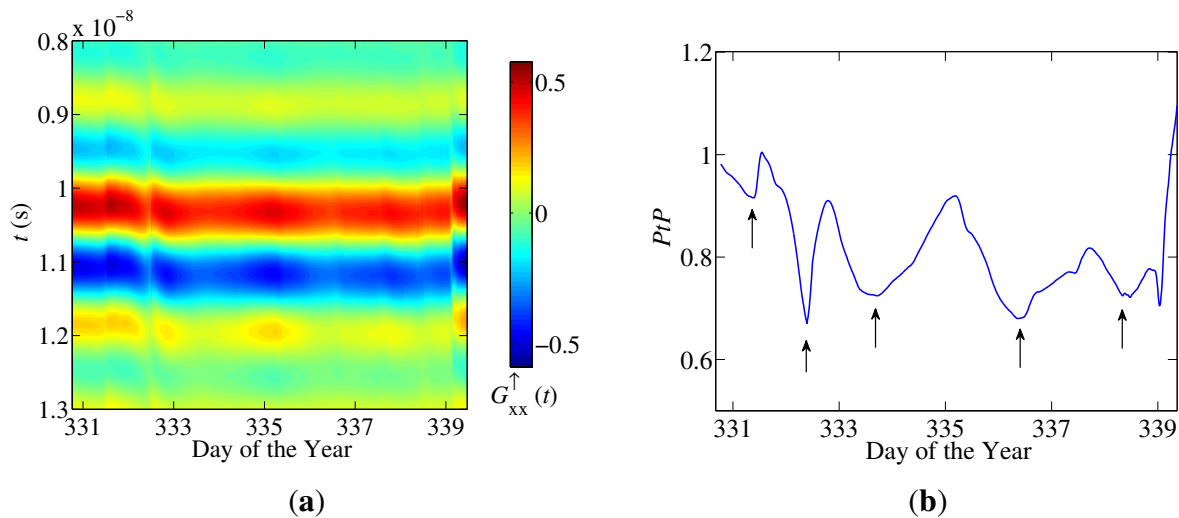 x 10⁻⁸
0.8
0.9
1
1.1
1.2
1.3
t (s)
331 333 335 337 339
Day of the Year
0.5
0
−0.5
G↑xx (t)
(a)
1.2
1
0.8
0.6
PtP
331 333 335 337 339
Day of the Year
(b)